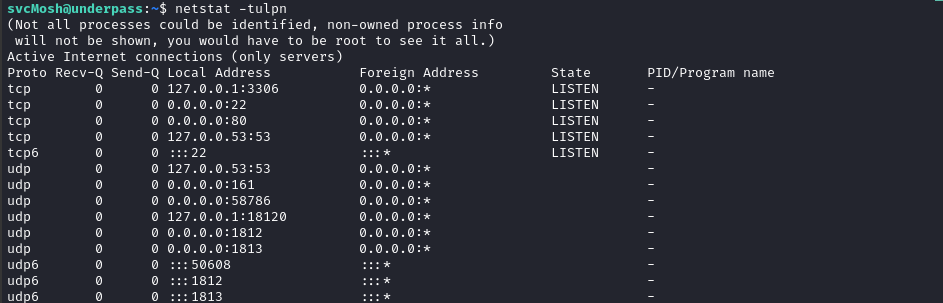 svcMosh@underpass:~$ netstat -tulpn
(Not all processes could be identified, non-owned process info
 will not be shown, you would have to be root to see it all.)
Active Internet connections (only servers)
Proto Recv-Q Send-Q Local Address           Foreign Address         State       PID/Program name
tcp        0      0 127.0.0.1:3306          0.0.0.0:*               LISTEN      -
tcp        0      0 0.0.0.0:22              0.0.0.0:*               LISTEN      -
tcp        0      0 0.0.0.0:80              0.0.0.0:*               LISTEN      -
tcp        0      0 127.0.0.53:53           0.0.0.0:*               LISTEN      -
tcp6       0      0 :::22                   :::*                    LISTEN      -
udp        0      0 127.0.0.53:53           0.0.0.0:*                           -
udp        0      0 0.0.0.0:161             0.0.0.0:*                           -
udp        0      0 0.0.0.0:58786           0.0.0.0:*                           -
udp        0      0 127.0.0.1:18120         0.0.0.0:*                           -
udp        0      0 0.0.0.0:1812            0.0.0.0:*                           -
udp        0      0 0.0.0.0:1813            0.0.0.0:*                           -
udp6       0      0 :::50608                :::*                                -
udp6       0      0 :::1812                 :::*                                -
udp6       0      0 :::1813                 :::*                                -